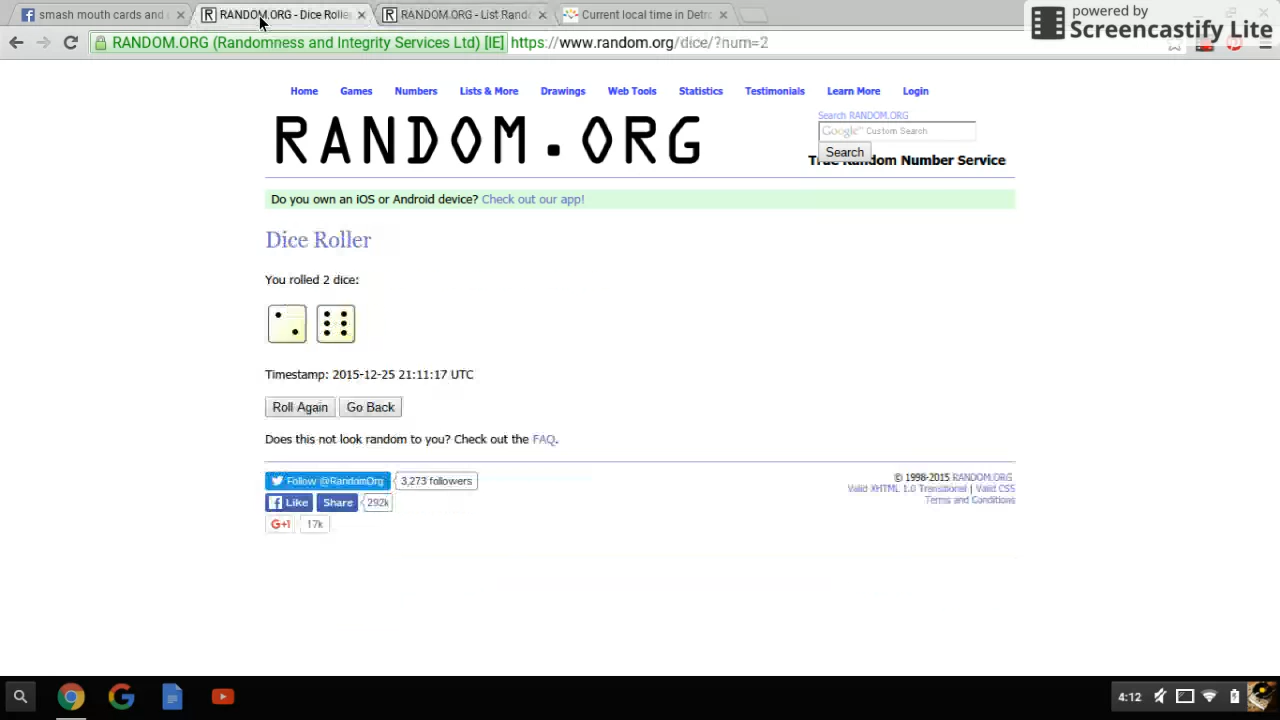 smash mouth cards and
RANDOM.ORG - Dice Roller
RANDOM.ORG - List Rand
Current local time in Detro
powered by
Screencastify Lite
RANDOM.ORG (Randomness and Integrity Services Ltd) [IE] https://www.random.org/dice/?num=2
Home Games Numbers Lists & More Drawings Web Tools Statistics Testimonials Learn More Login
Search RANDOM.ORG
Google™ Custom Search
Search
RANDOM.ORG
True Random Number Service
Do you own an iOS or Android device? Check out our app!
Dice Roller
You rolled 2 dice:
Timestamp: 2015-12-25 21:11:17 UTC
Roll Again Go Back
Does this not look random to you? Check out the FAQ.
Follow @RandomOrg 3,273 followers
Like Share 292k
G+1 17k
© 1998-2015 RANDOM.ORG
Valid XHTML 1.0 Transitional | Valid CSS
Terms and Conditions
4:12